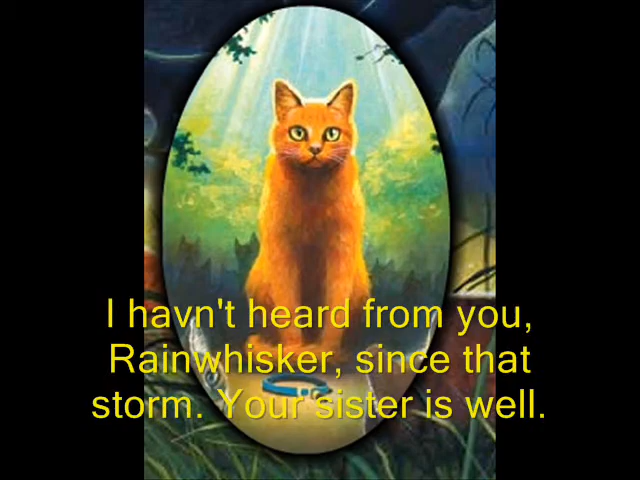 I havn't heard from you,
Rainwhisker, since that
storm. Your sister is well.